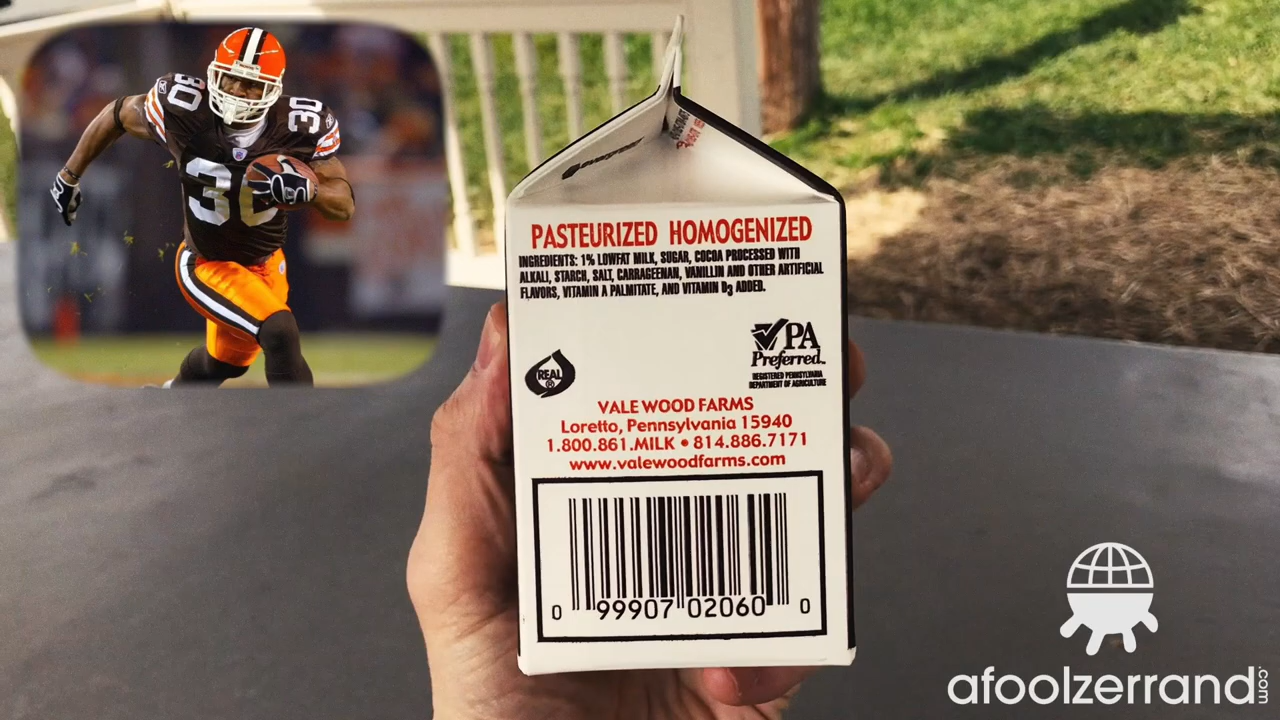 30 30
30
PASTEURIZED HOMOGENIZED
INGREDIENTS: 1% LOWFAT MILK, SUGAR, COCOA PROCESSED WITH
ALKALI, STARCH, SALT, CARRAGEENAN, VANILLIN AND OTHER ARTIFICIAL
FLAVORS, VITAMIN A PALMITATE, AND VITAMIN D3 ADDED.
PA
Preferred™
REGISTERED PENNSYLVANIA
DEPARTMENT OF AGRICULTURE
REAL
®
VALE WOOD FARMS
Loretto, Pennsylvania 15940
1.800.861.MILK • 814.886.7171
www.valewoodfarms.com
0 99907 02060 0
afoolzerrand.com